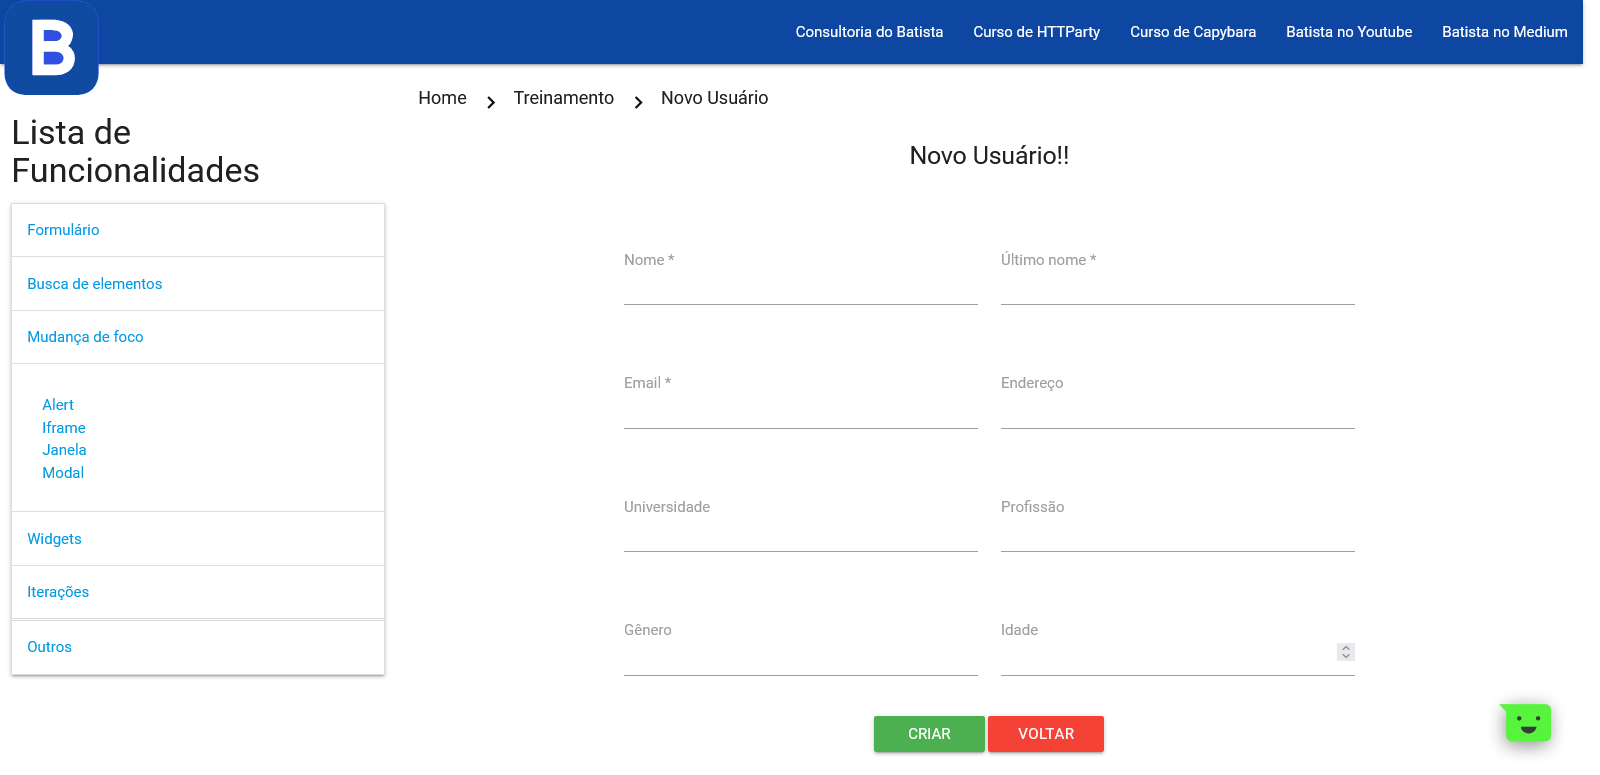 B
Consultoria do Batista Curso de HTTParty Curso de Capybara Batista no Youtube Batista no Medium
Home Treinamento Novo Usuário
Lista de
Funcionalidades
Formulário
Busca de elementos
Mudança de foco
Alert
Iframe
Janela
Modal
Widgets
Iterações
Outros
Novo Usuário!!
Nome * Último nome *
Email * Endereço
Universidade Profissão
Gênero Idade
CRIAR VOLTAR